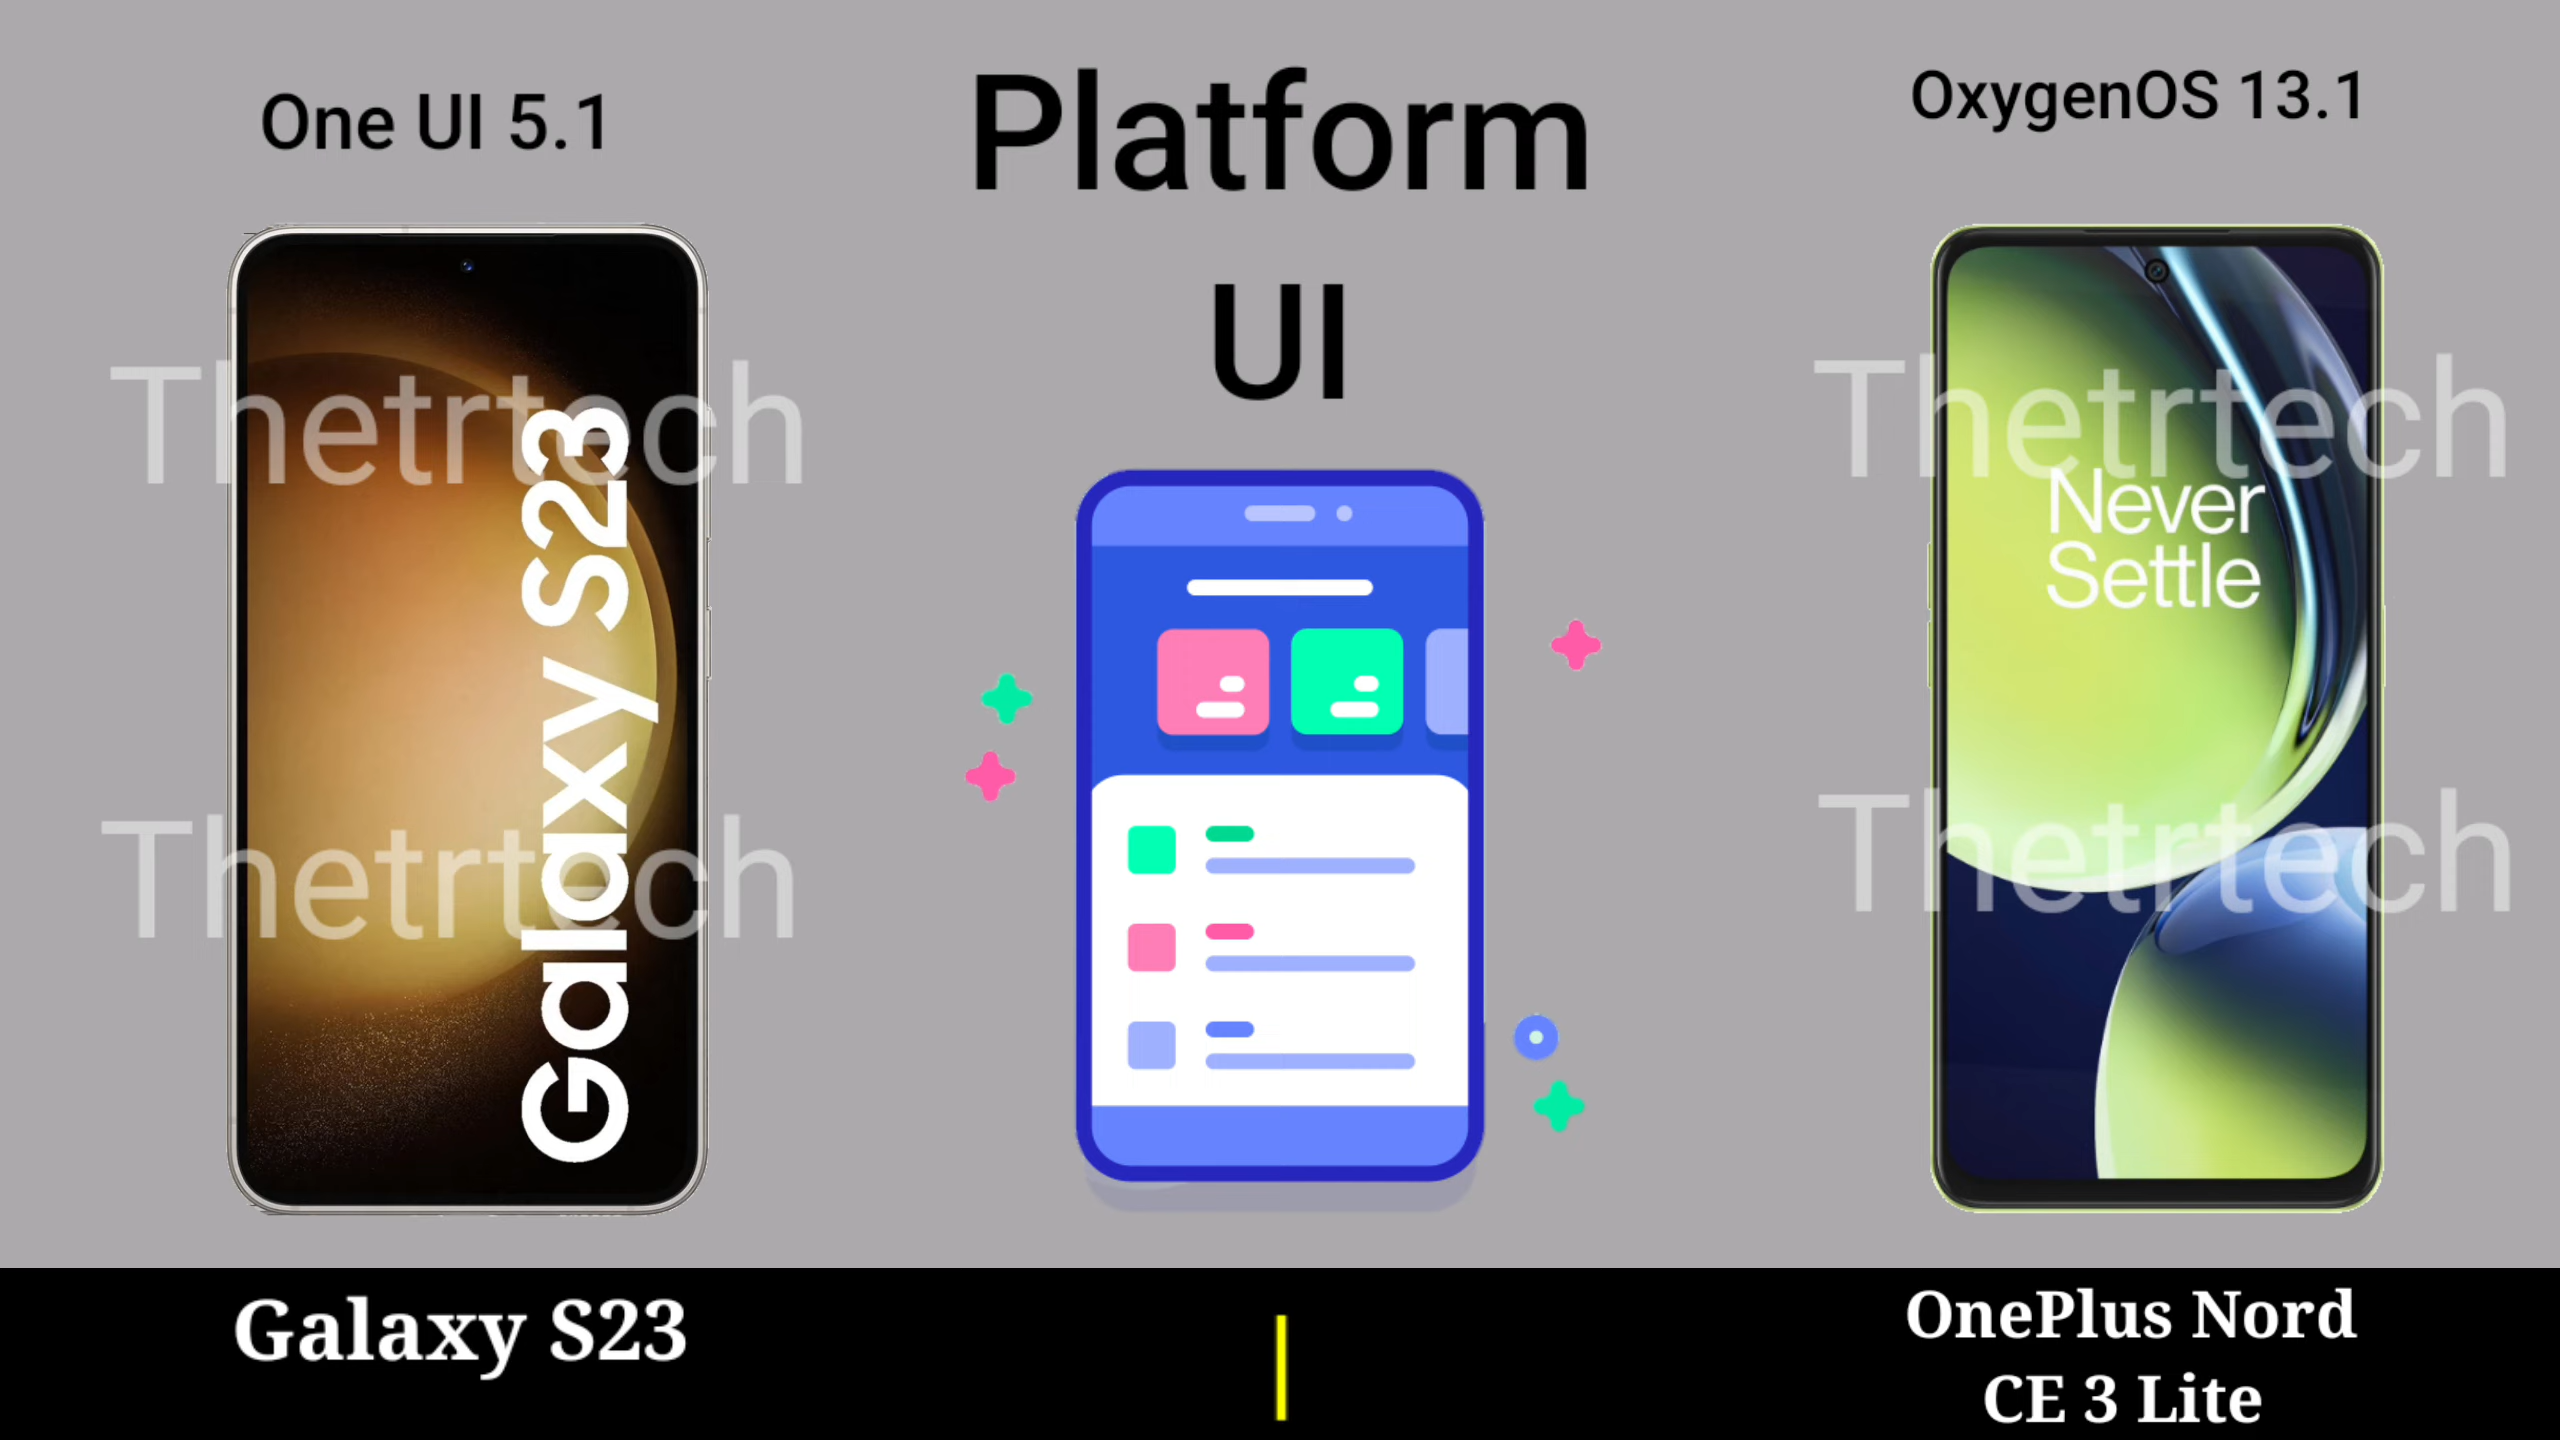 One UI 5.1
Platform
UI
OxygenOS 13.1
Thetrtech
Galaxy S23
Thetrtech
Thetrtech
Never
Settle
Thetrtech
Galaxy S23
OnePlus Nord
CE 3 Lite